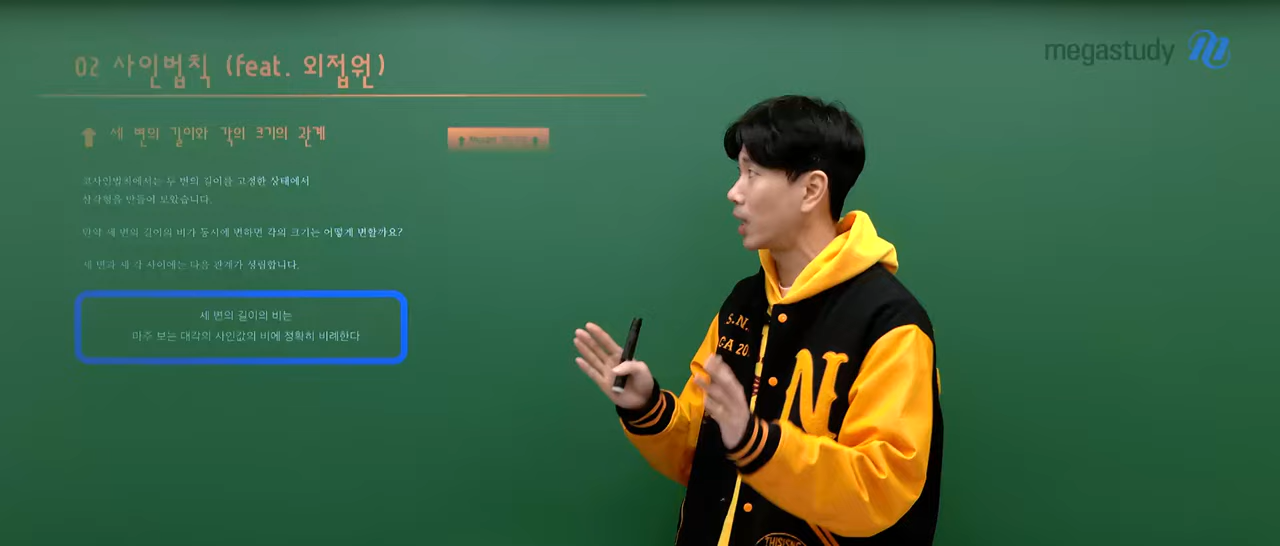 02 사인법칙 (feat. 외접원)
megastudy
세 변의 길이와 각의 크기의 관계
코사인법칙에서는 두 변의 길이를 고정한 상태에서
삼각형을 만들어 보았습니다.
만약 세 변의 길이의 비가 동시에 변하면 각의 크기는 어떻게 변할까요?
세 변과 세 각 사이에는 다음 관계가 성립합니다.
세 변의 길이의 비는
마주 보는 대각의 사인값의 비에 정확히 비례한다
S.N.
CA 20
N
THISISN